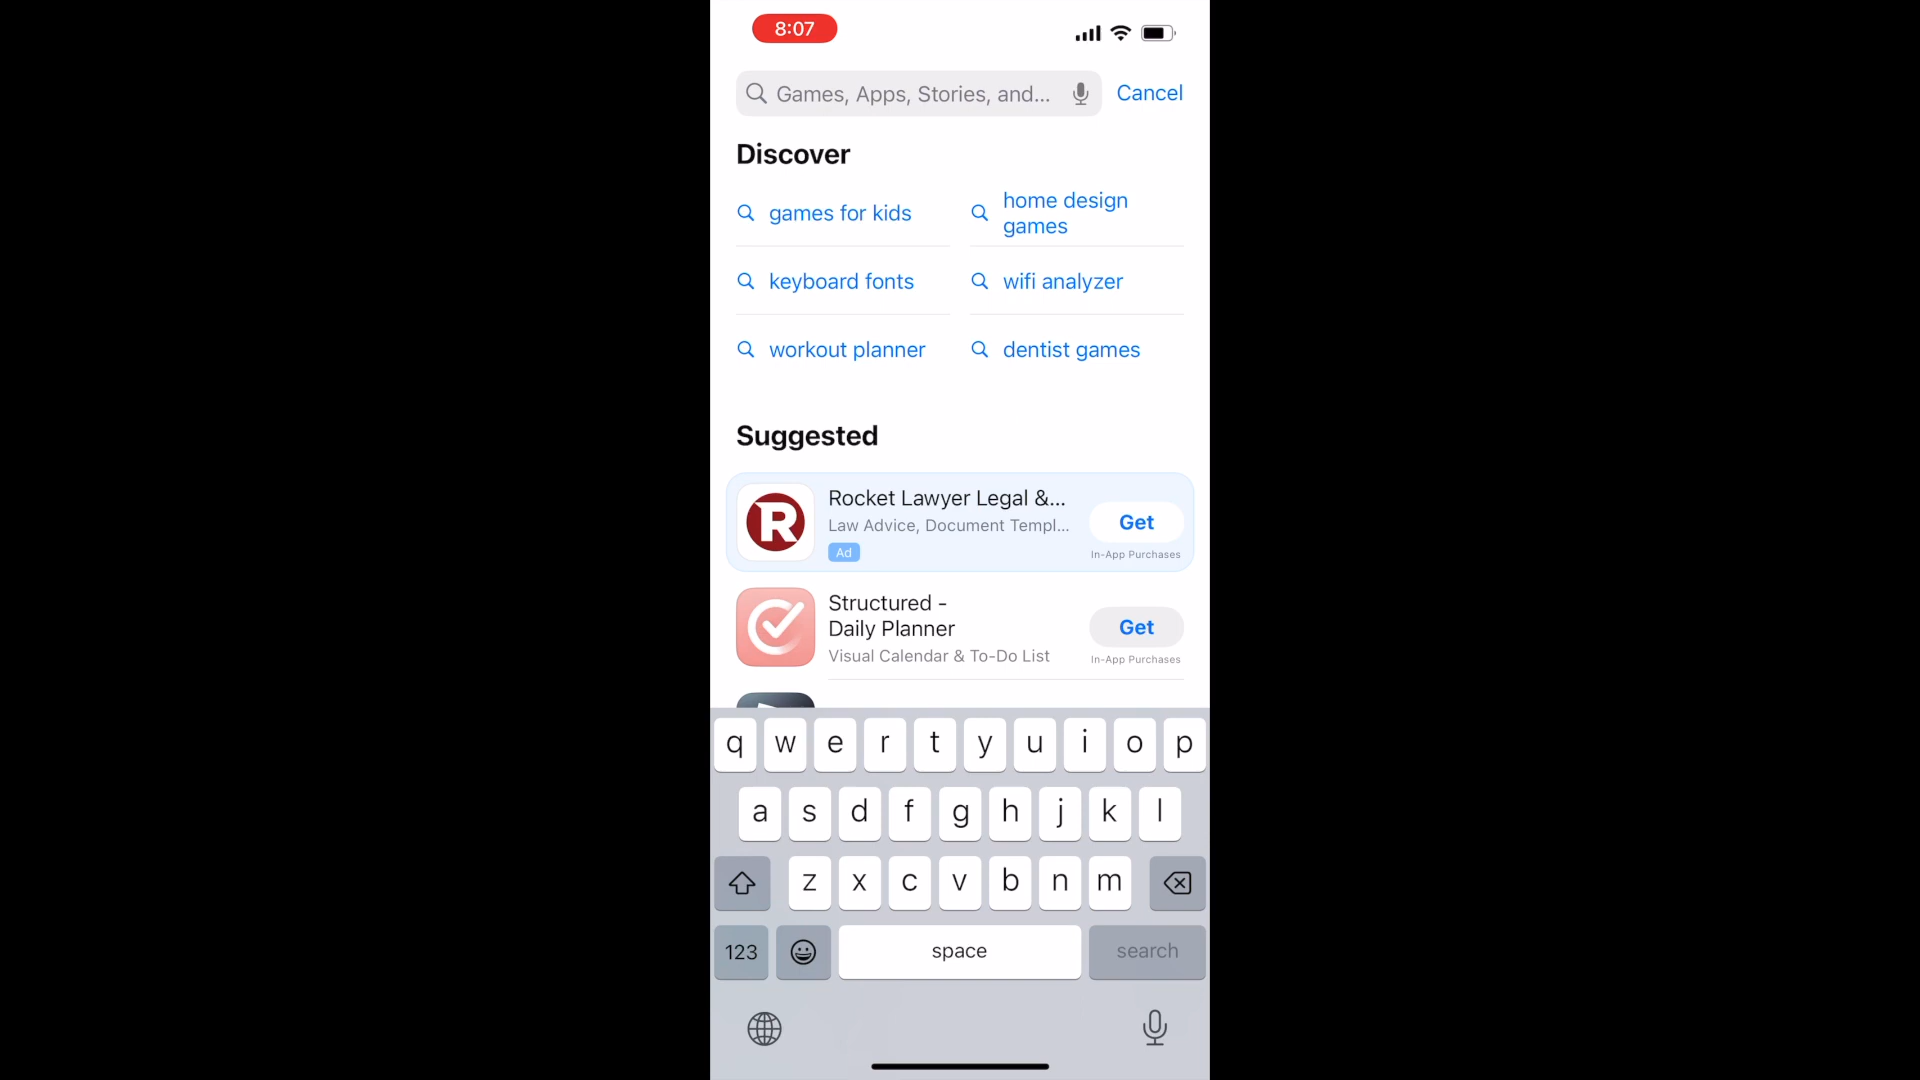 8:07
Games, Apps, Stories, and...
Cancel
Discover
games for kids
home design
games
keyboard fonts
wifi analyzer
workout planner
dentist games
Suggested
R
Rocket Lawyer Legal &...
Law Advice, Document Templ...
Ad
Get
In-App Purchases
Structured -
Daily Planner
Visual Calendar & To-Do List
Get
In-App Purchases
q w e r t y u i o p
a s d f g h j k l
z x c v b n m
123
space
search